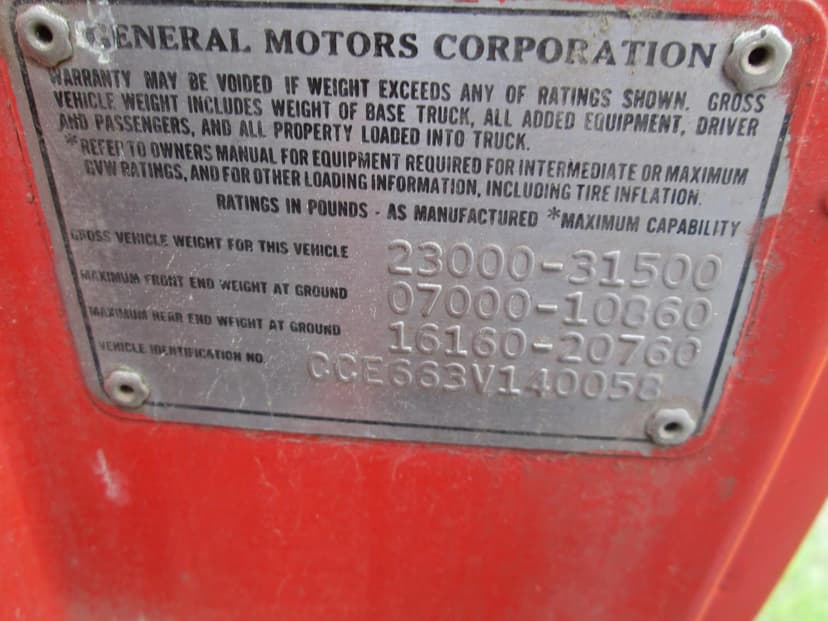 GENERAL MOTORS CORPORATION
WARRANTY MAY BE VOIDED IF WEIGHT EXCEEDS ANY OF RATINGS SHOWN. GROSS
VEHICLE WEIGHT INCLUDES WEIGHT OF BASE TRUCK, ALL ADDED EQUIPMENT, DRIVER
AND PASSENGERS, AND ALL PROPERTY LOADED INTO TRUCK.
*REFER TO OWNERS MANUAL FOR EQUIPMENT REQUIRED FOR INTERMEDIATE OR MAXIMUM
GVW RATINGS, AND FOR OTHER LOADING INFORMATION, INCLUDING TIRE INFLATION.
RATINGS IN POUNDS - AS MANUFACTURED *MAXIMUM CAPABILITY
GROSS VEHICLE WEIGHT FOR THIS VEHICLE 23000-31500
MAXIMUM FRONT END WEIGHT AT GROUND 07000-10860
MAXIMUM REAR END WEIGHT AT GROUND 16160-20760
VEHICLE IDENTIFICATION NO. CCE663V140058